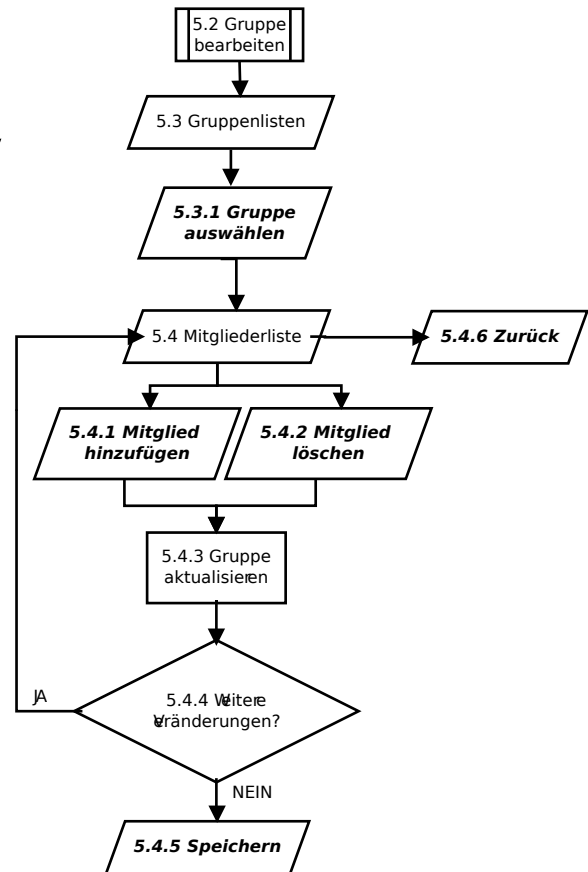 5.2 Gruppe
bearbeiten
5.3 Gruppenlisten
5.3.1 Gruppe
auswählen
5.4 Mitgliederliste
5.4.6 Zurück
5.4.1 Mitglied
hinzufügen
5.4.2 Mitglied
löschen
5.4.3 Gruppe
aktualisieren
5.4.4 Weitere
Veränderungen?
JA
NEIN
5.4.5 Speichern